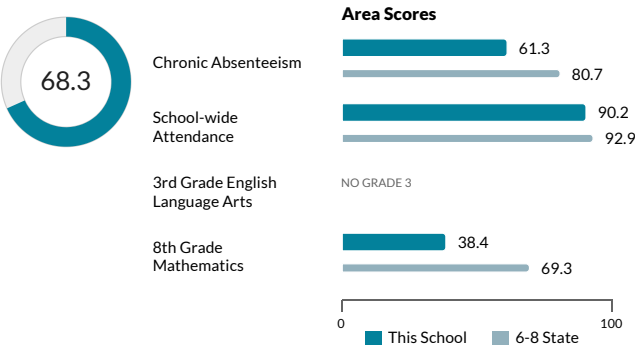 Area Scores
68.3
Chronic Absenteeism
61.3
80.7
School-wide
Attendance
90.2
92.9
3rd Grade English
Language Arts
NO GRADE 3
8th Grade
Mathematics
38.4
69.3
0
100
This School
6-8 State